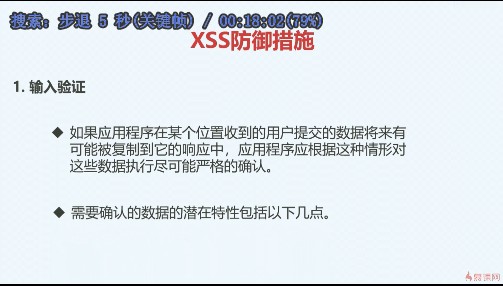 搜索: 步退 5 秒(关键帧) / 00:18:02(79%)
XSS防御措施
1. 输入验证
◆ 如果应用程序在某个位置收到的用户提交的数据将来有
可能被复制到它的响应中，应用程序应根据这种情形对
这些数据执行尽可能严格的确认。
◆ 需要确认的数据的潜在特性包括以下几点。